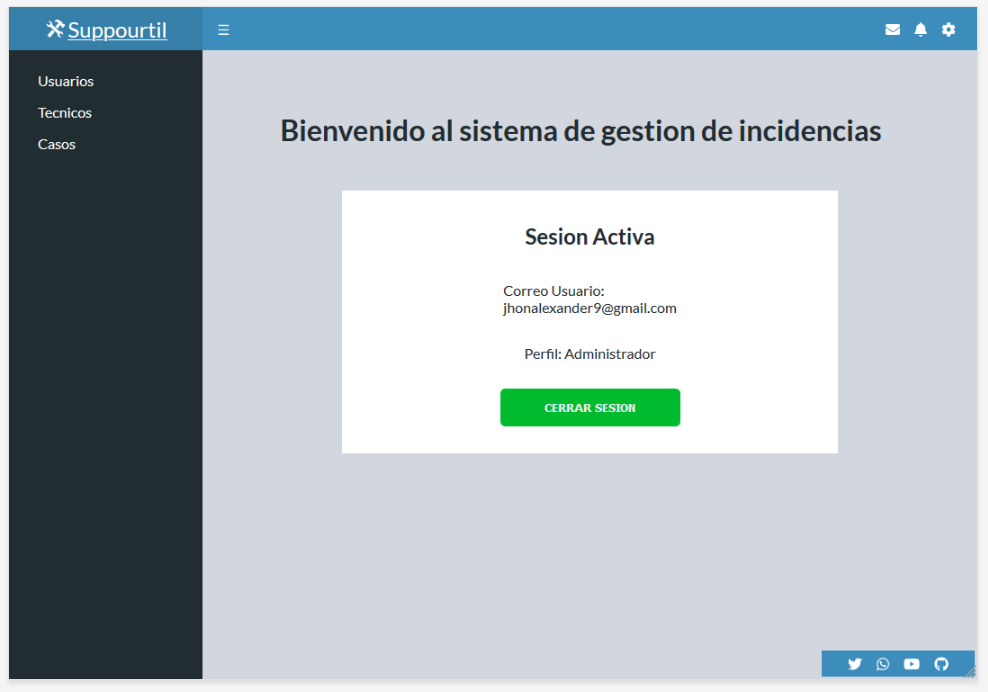 Suppourtil
Usuarios
Tecnicos
Casos
Bienvenido al sistema de gestion de incidencias
Sesion Activa
Correo Usuario:
jhonalexander9@gmail.com
Perfil: Administrador
CERRAR SESION